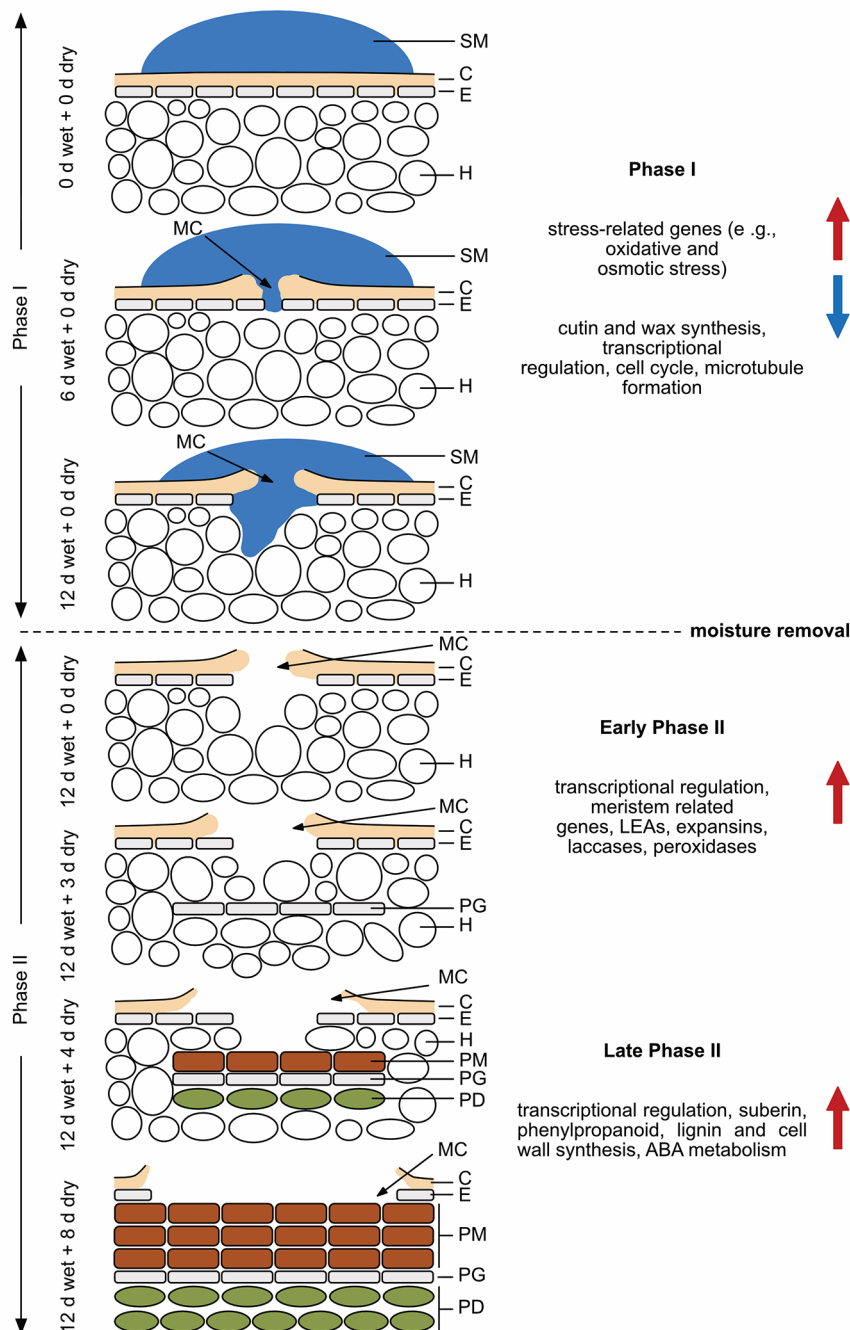 Phase I
0 d wet + 0 d dry
SM
C
E
H
6 d wet + 0 d dry
MC
SM
C
E
H
12 d wet + 0 d dry
MC
SM
C
E
H
Phase I
stress-related genes (e .g.,
oxidative and
osmotic stress)
cutin and wax synthesis,
transcriptional
regulation, cell cycle, microtubule
formation
moisture removal
Phase II
12 d wet + 0 d dry
MC
C
E
H
12 d wet + 3 d dry
MC
C
E
PG
H
Early Phase II
transcriptional regulation,
meristem related
genes, LEAs, expansins,
laccases, peroxidases
12 d wet + 4 d dry
MC
C
E
H
PM
PG
PD
12 d wet + 8 d dry
MC
C
E
PM
PG
PD
Late Phase II
transcriptional regulation, suberin,
phenylpropanoid, lignin and cell
wall synthesis, ABA metabolism